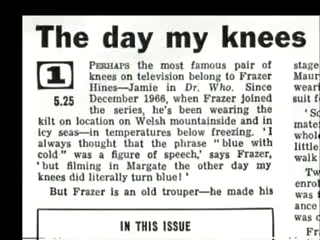 The day my knees
1
5.25
PERHAPS the most famous pair of
knees on television belong to Frazer
Hines—Jamie in Dr. Who. Since
December 1966, when Frazer joined
the series, he's been wearing the
kilt on location on Welsh mountainside and in
icy seas—in temperatures below freezing. ‘I
always thought that the phrase “blue with
cold” was a figure of speech,’ says Frazer,
‘but filming in Margate the other day my
knees did literally turn blue!’
But Frazer is an old trouper—he made his
IN THIS ISSUE
stage
Maur
weari
suit f
‘So
mate
whol
little
walk
Tw
enrol
was f
ance
was d
Fr